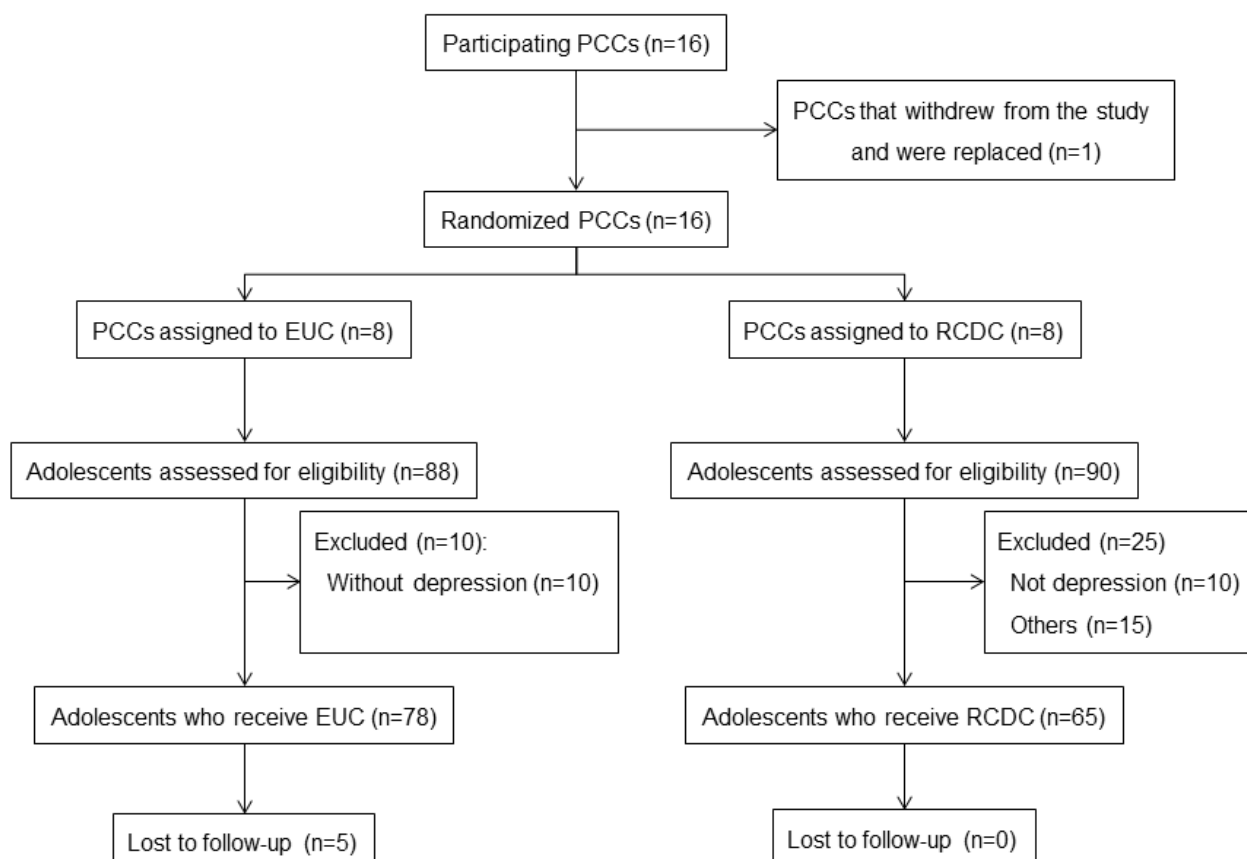 Participating PCCs (n=16)
PCCs that withdrew from the study
and were replaced (n=1)
Randomized PCCs (n=16)
PCCs assigned to EUC (n=8)
PCCs assigned to RCDC (n=8)
Adolescents assessed for eligibility (n=88)
Adolescents assessed for eligibility (n=90)
Excluded (n=10):
Without depression (n=10)
Excluded (n=25)
Not depression (n=10)
Others (n=15)
Adolescents who receive EUC (n=78)
Adolescents who receive RCDC (n=65)
Lost to follow-up (n=5)
Lost to follow-up (n=0)